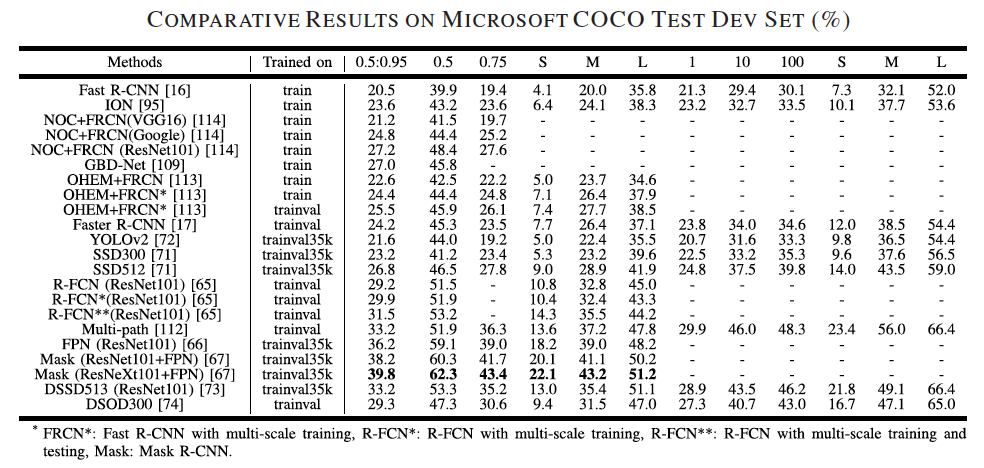 COMPARATIVE RESULTS ON MICROSOFT COCO TEST DEV SET (%)
Methods Trained on 0.5:0.95 0.5 0.75 S M L 1 10 100 S M L
Fast R-CNN [16] train 20.5 39.9 19.4 4.1 20.0 35.8 21.3 29.4 30.1 7.3 32.1 52.0
ION [95] train 23.6 43.2 23.6 6.4 24.1 38.3 23.2 32.7 33.5 10.1 37.7 53.6
NOC+FRCN(VGG16) [114] train 21.2 41.5 19.7 - - - - - - - - -
NOC+FRCN(Google) [114] train 24.8 44.4 25.2 - - - - - - - - -
NOC+FRCN (ResNet101) [114] train 27.2 48.4 27.6 - - - - - - - - -
GBD-Net [109] train 27.0 45.8 - - - - - - - - - -
OHEM+FRCN [113] train 22.6 42.5 22.2 5.0 23.7 34.6 - - - - - -
OHEM+FRCN* [113] train 24.4 44.4 24.8 7.1 26.4 37.9 - - - - - -
OHEM+FRCN* [113] trainval 25.5 45.9 26.1 7.4 27.7 38.5 - - - - - -
Faster R-CNN [17] trainval 24.2 45.3 23.5 7.7 26.4 37.1 23.8 34.0 34.6 12.0 38.5 54.4
YOLOv2 [72] trainval35k 21.6 44.0 19.2 5.0 22.4 35.5 20.7 31.6 33.3 9.8 36.5 54.4
SSD300 [71] trainval35k 23.2 41.2 23.4 5.3 23.2 39.6 22.5 33.2 35.3 9.6 37.6 56.5
SSD512 [71] trainval35k 26.8 46.5 27.8 9.0 28.9 41.9 24.8 37.5 39.8 14.0 43.5 59.0
R-FCN (ResNet101) [65] trainval 29.2 51.5 - 10.8 32.8 45.0 - - - - - -
R-FCN*(ResNet101) [65] trainval 29.9 51.9 - 10.4 32.4 43.3 - - - - - -
R-FCN**(ResNet101) [65] trainval 31.5 53.2 - 14.3 35.5 44.2 - - - - - -
Multi-path [112] trainval 33.2 51.9 36.3 13.6 37.2 47.8 29.9 46.0 48.3 23.4 56.0 66.4
FPN (ResNet101) [66] trainval35k 36.2 59.1 39.0 18.2 39.0 48.2 - - - - - -
Mask (ResNet101+FPN) [67] trainval35k 38.2 60.3 41.7 20.1 41.1 50.2 - - - - - -
Mask (ResNeXt101+FPN) [67] trainval35k 39.8 62.3 43.4 22.1 43.2 51.2 - - - - - -
DSSD513 (ResNet101) [73] trainval35k 33.2 53.3 35.2 13.0 35.4 51.1 28.9 43.5 46.2 21.8 49.1 66.4
DSOD300 [74] trainval 29.3 47.3 30.6 9.4 31.5 47.0 27.3 40.7 43.0 16.7 47.1 65.0
* FRCN*: Fast R-CNN with multi-scale training, R-FCN*: R-FCN with multi-scale training, R-FCN**: R-FCN with multi-scale training and
testing, Mask: Mask R-CNN.